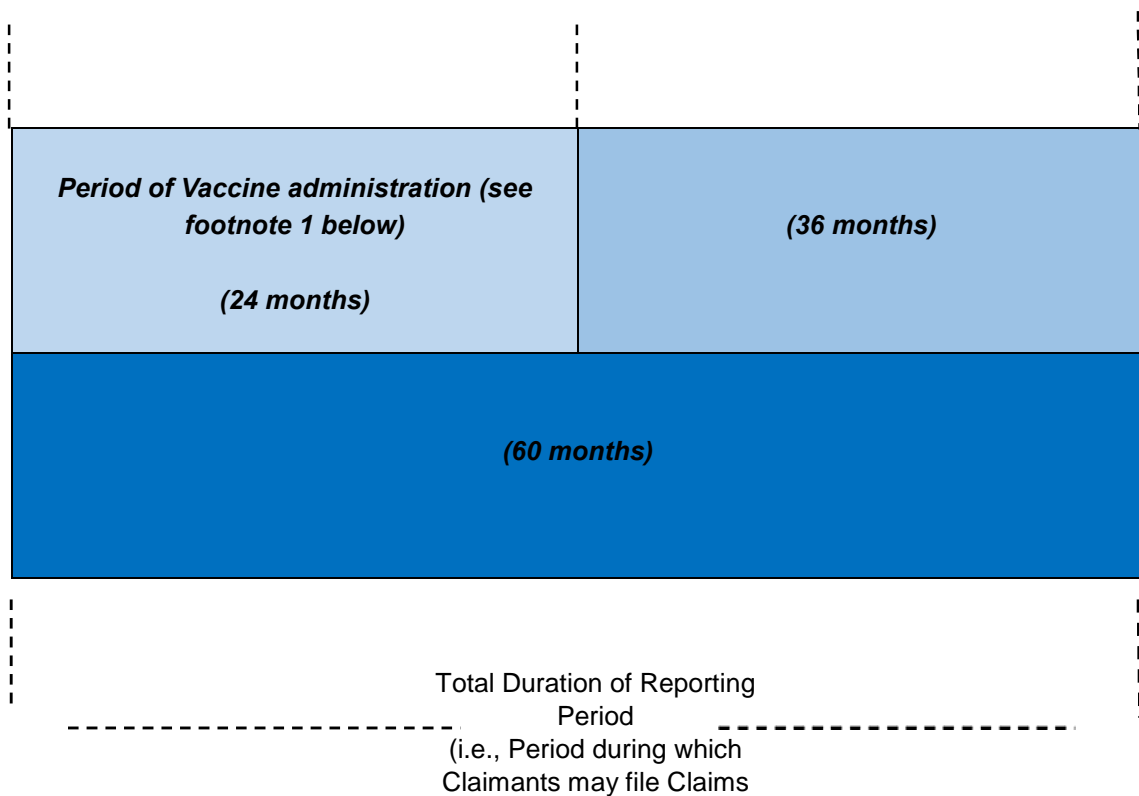 Period of Vaccine administration (see
footnote 1 below)
(24 months)
(36 months)
(60 months)
Total Duration of Reporting
Period
(i.e., Period during which
Claimants may file Claims